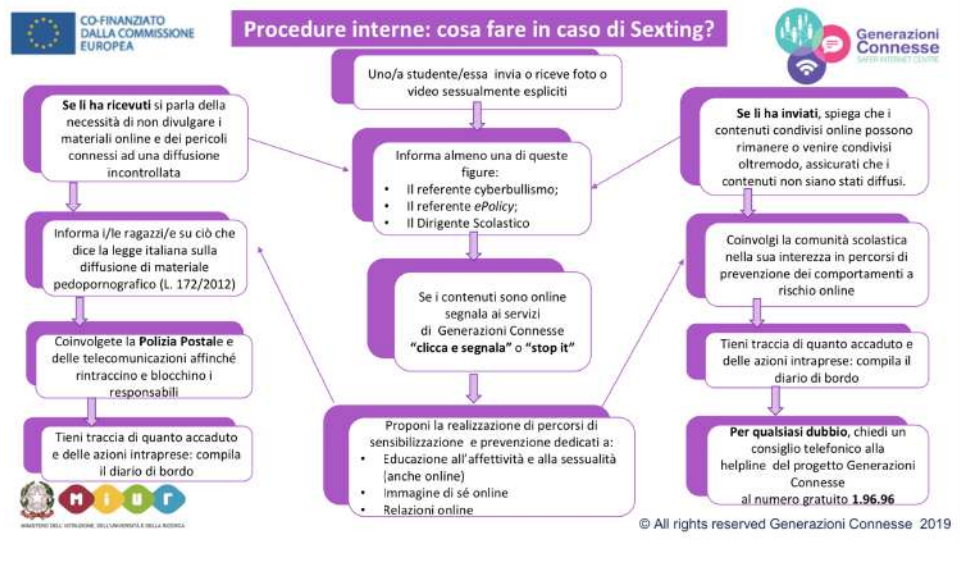 CO-FINANZIATO
DALLA COMMISSIONE
EUROPEA
Procedure interne: cosa fare in caso di Sexting?
Generazioni
Connesse
SAFER INTERNET CENTRE
Uno/a studente/essa invia o riceve foto o
video sessualmente espliciti
Se li ha ricevuti si parla della
necessità di non divulgare i
materiali online e dei pericoli
connessi ad una diffusione
incontrollata
Informa i/le ragazzi/e su ciò che
dice la legge italiana sulla
diffusione di materiale
pedopornografico (L. 172/2012)
Coinvolgete la Polizia Postale e
delle telecomunicazioni affinché
rintraccino e blocchino i
responsabili
Tieni traccia di quanto accaduto
e delle azioni intraprese: compila
il diario di bordo
Informa almeno una di queste
figure:
• Il referente cyberbullismo;
• Il referente ePolicy;
• Il Dirigente Scolastico
Se i contenuti sono online
segnala ai servizi
di Generazioni Connesse
“clicca e segnala” o “stop it”
Proponi la realizzazione di percorsi di
sensibilizzazione e prevenzione dedicati a:
• Educazione all’affettività e alla sessualità
(anche online)
• Immagine di sé online
• Relazioni online
Se li ha inviati, spiega che i
contenuti condivisi online possono
rimanere o venire condivisi
oltremodo, assicurati che i
contenuti non siano stati diffusi.
Coinvolgi la comunità scolastica
nella sua interezza in percorsi di
prevenzione dei comportamenti a
rischio online
Tieni traccia di quanto accaduto e
delle azioni intraprese: compila il
diario di bordo
Per qualsiasi dubbio, chiedi un
consiglio telefonico alla
helpline del progetto Generazioni
Connesse
al numero gratuito 1.96.96
miur
MINISTERO DELL'ISTRUZIONE, DELL'UNIVERSITÀ E DELLA RICERCA
© All rights reserved Generazioni Connesse 2019